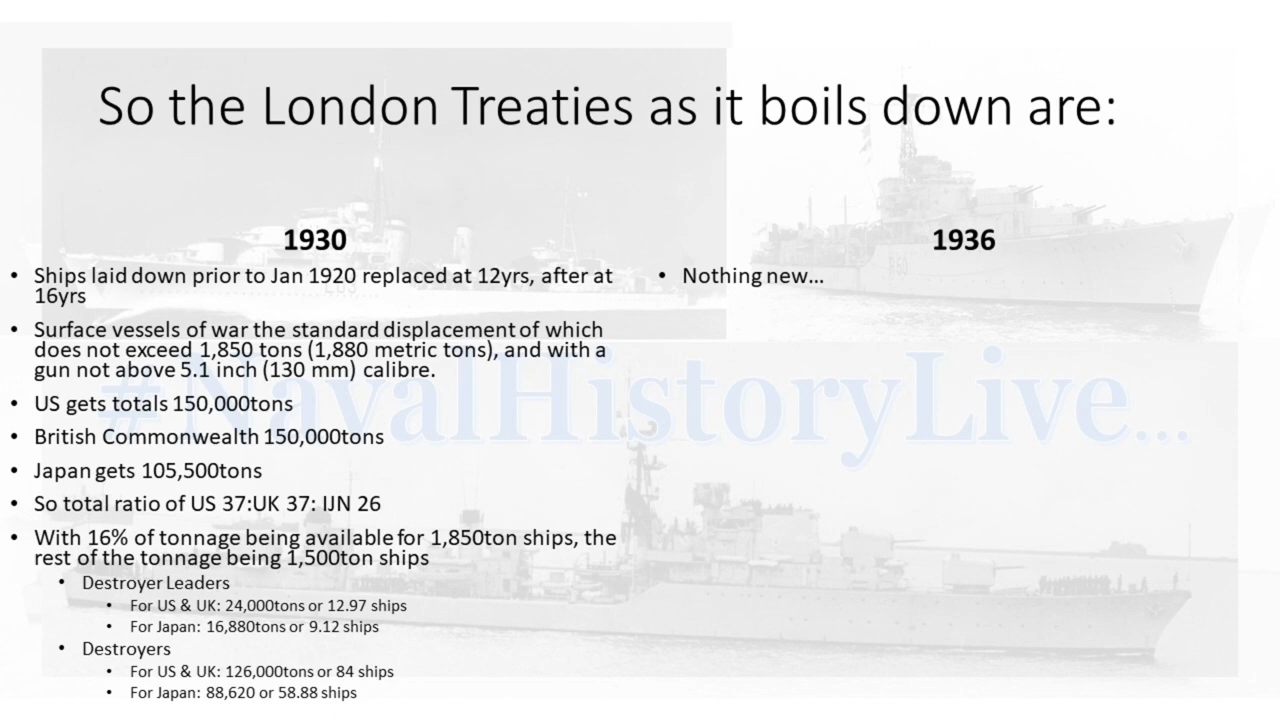 So the London Treaties as it boils down are:
1930
• Ships laid down prior to Jan 1920 replaced at 12yrs, after at
16yrs
• Surface vessels of war the standard displacement of which
does not exceed 1,850 tons (1,880 metric tons), and with a
gun not above 5.1 inch (130 mm) calibre.
• US gets totals 150,000tons
• British Commonwealth 150,000tons
• Japan gets 105,500tons
• So total ratio of US 37:UK 37: IJN 26
• With 16% of tonnage being available for 1,850ton ships, the
rest of the tonnage being 1,500ton ships
• Destroyer Leaders
• For US & UK: 24,000tons or 12.97 ships
• For Japan: 16,880tons or 9.12 ships
• Destroyers
• For US & UK: 126,000tons or 84 ships
• For Japan: 88,620 or 58.88 ships
1936
• Nothing new...
#NavalHistoryLive...